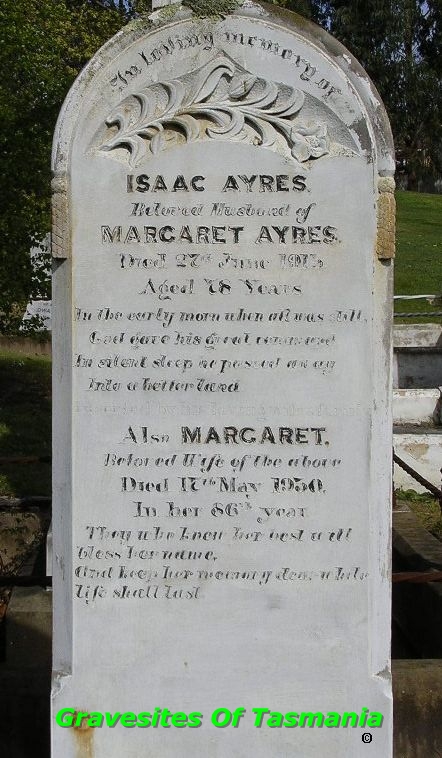 In loving memory of
ISAAC AYRES.
Beloved Husband of
MARGARET AYRES.
Died 27th June
Aged Years
In the early morn when all was still,
God gave his great command
In silent sleep he passed away
Into a better land
Also MARGARET.
Beloved Wife of the above
Died 17th May 1950.
In her 86th year
They who knew her best will
bless her name,
And keep her memory dear while
life shall last.
Gravesites Of Tasmania
©